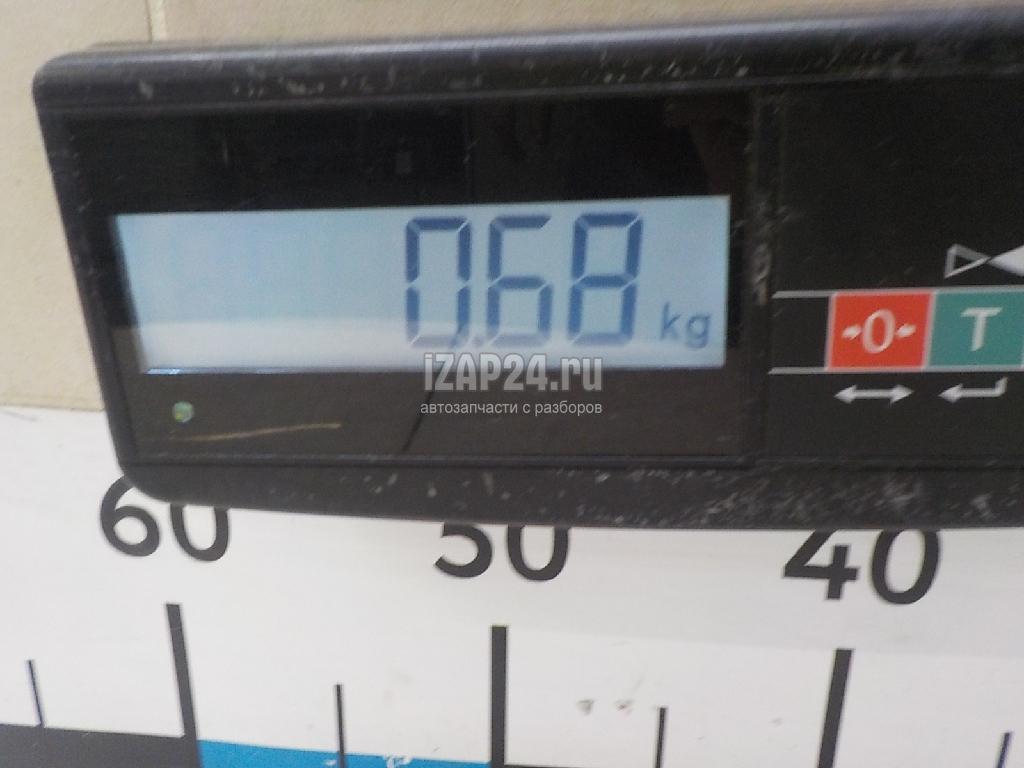 0.68 kg
→0← T
iZAP24.ru
автозапчасти с разборов
60 50 40